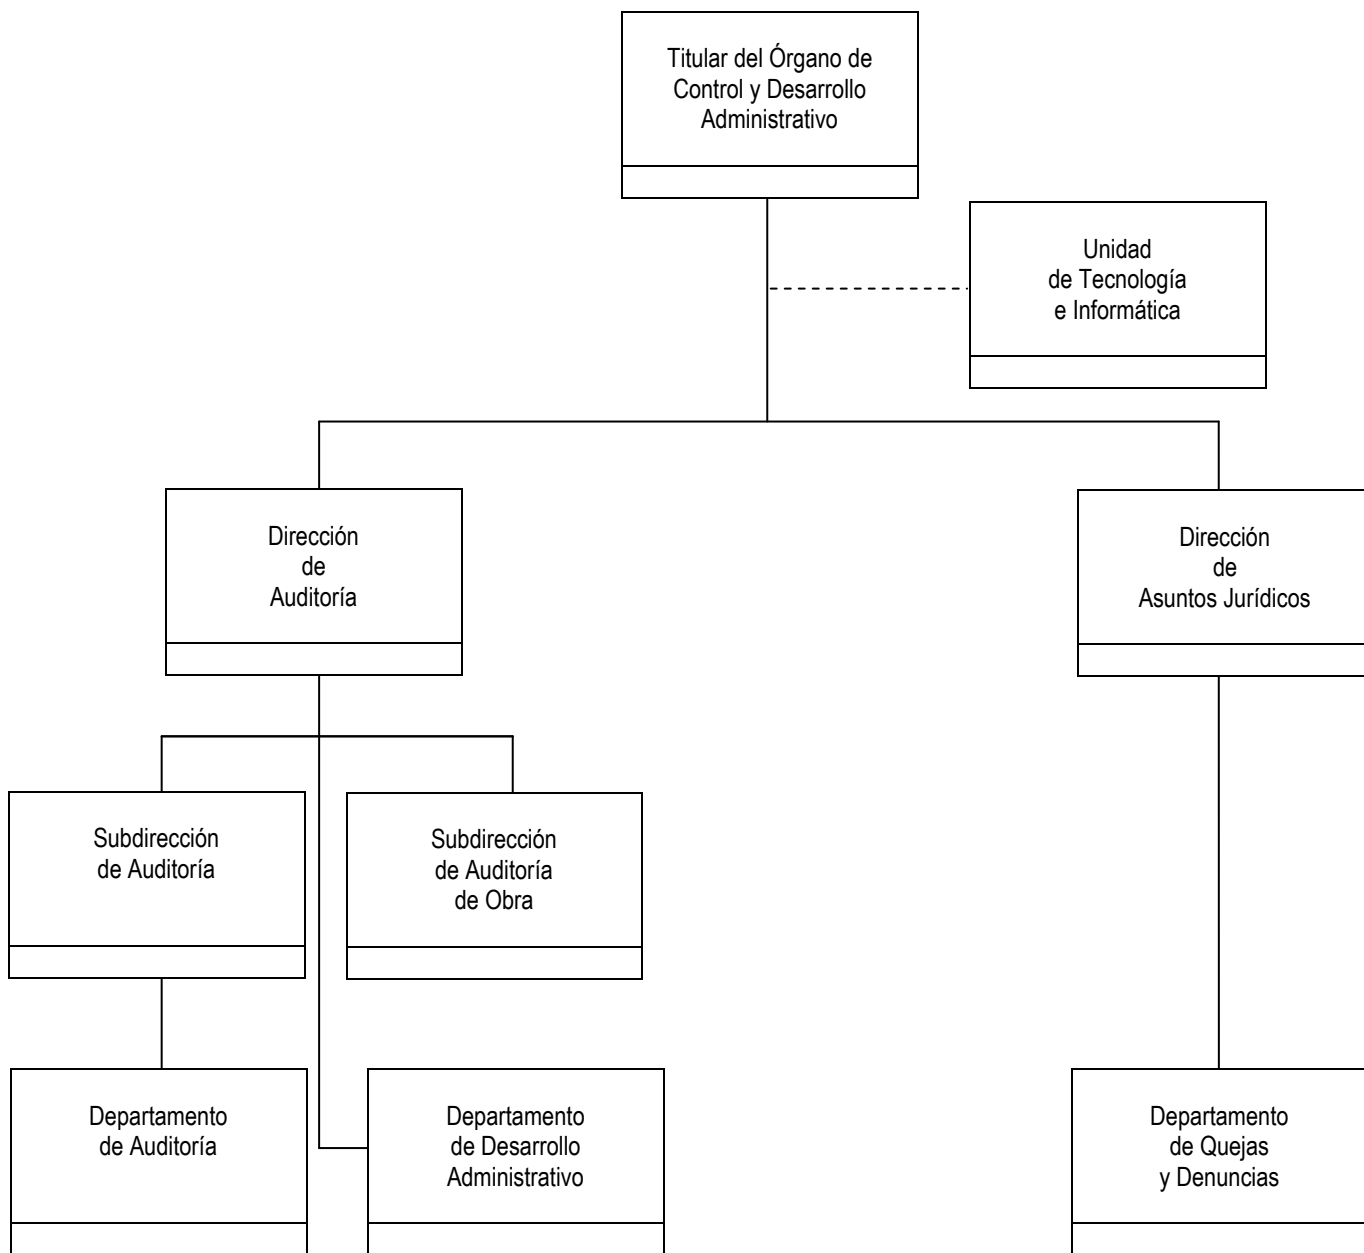 Titular del Órgano de
Control y Desarrollo
Administrativo
Unidad
de Tecnología
e Informática
Dirección
de
Auditoría
Dirección
de
Asuntos Jurídicos
Subdirección
de Auditoría
Subdirección
de Auditoría
de Obra
Departamento
de Auditoría
Departamento
de Desarrollo
Administrativo
Departamento
de Quejas
y Denuncias